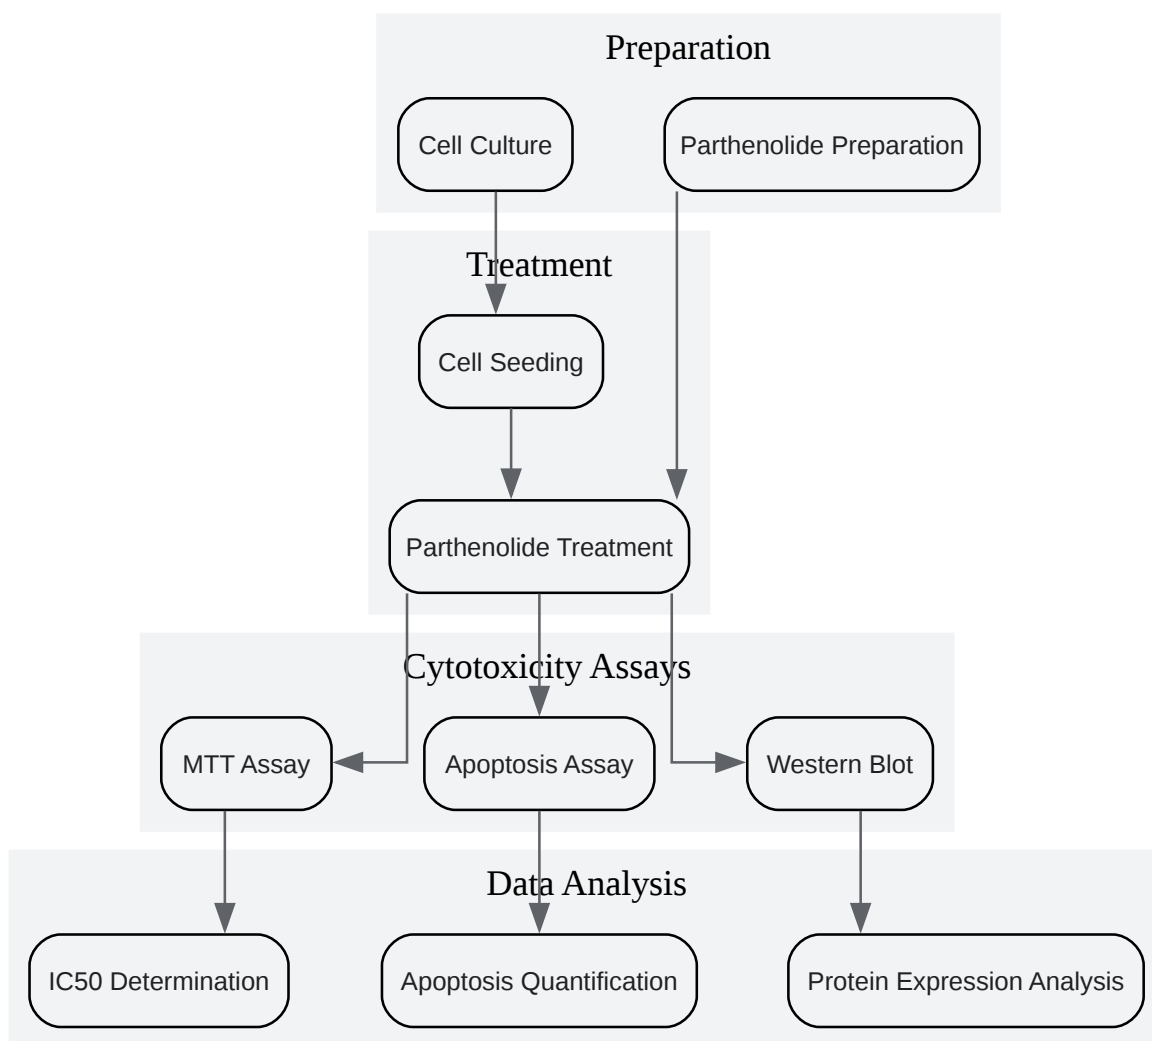 Preparation
Cell Culture
Parthenolide Preparation
Treatment
Cell Seeding
Parthenolide Treatment
Cytotoxicity Assays
MTT Assay
Apoptosis Assay
Western Blot
Data Analysis
IC50 Determination
Apoptosis Quantification
Protein Expression Analysis